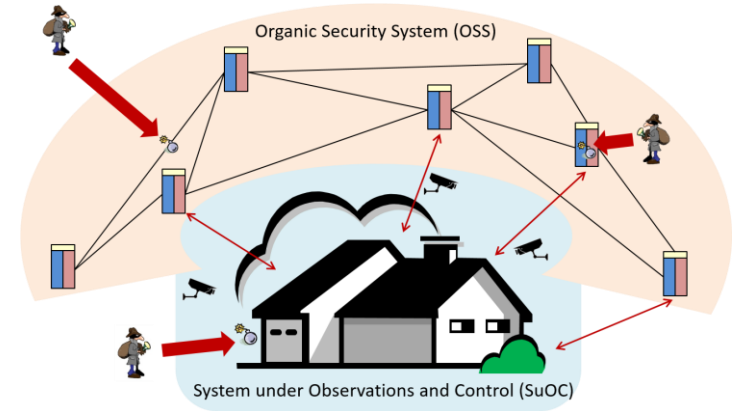 Organic Security System (OSS)
System under Observations and Control (SuOC)